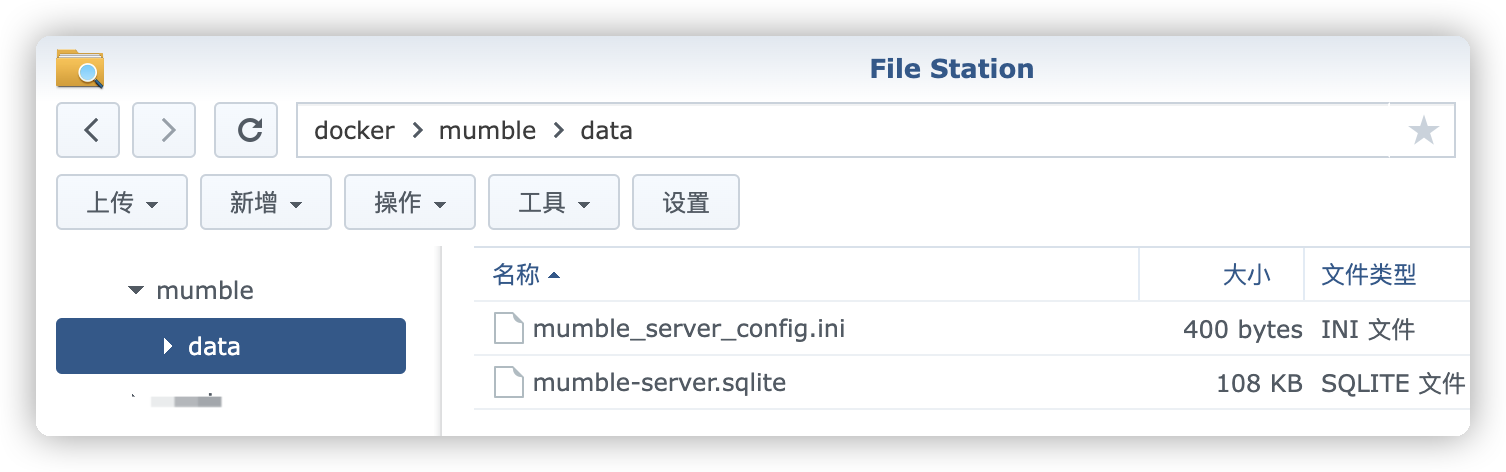 File Station
docker > mumble > data
上传 新增 操作 工具 设置
mumble
data
名称 大小 文件类型
mumble_server_config.ini 400 bytes INI 文件
mumble-server.sqlite 108 KB SQLITE 文件